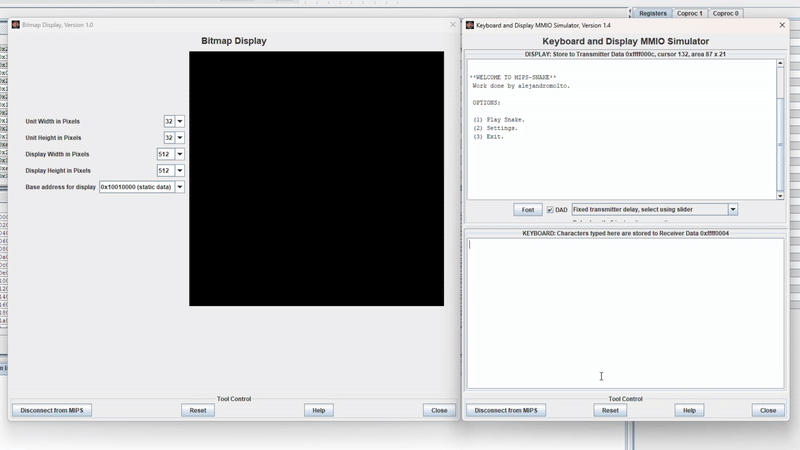 Registers Coproc 1 Coproc 0
Bitmap Display, Version 1.0
Bitmap Display
Unit Width in Pixels 32
Unit Height in Pixels 32
Display Width in Pixels 512
Display Height in Pixels 512
Base address for display 0x10010000 (static data)
Tool Control
Disconnect from MIPS Reset Help Close
Keyboard and Display MMIO Simulator, Version 1.4
Keyboard and Display MMIO Simulator
DISPLAY: Store to Transmitter Data 0xffff000c, cursor 132, area 87 x 21
**WELCOME TO MIPS-SNAKE**
Work done by alejandromolto.
OPTIONS:
(1) Play Snake.
(2) Settings.
(3) Exit.
Font DAD Fixed transmitter delay, select using slider
KEYBOARD: Characters typed here are stored to Receiver Data 0xffff0004
Tool Control
Disconnect from MIPS Reset Help Close